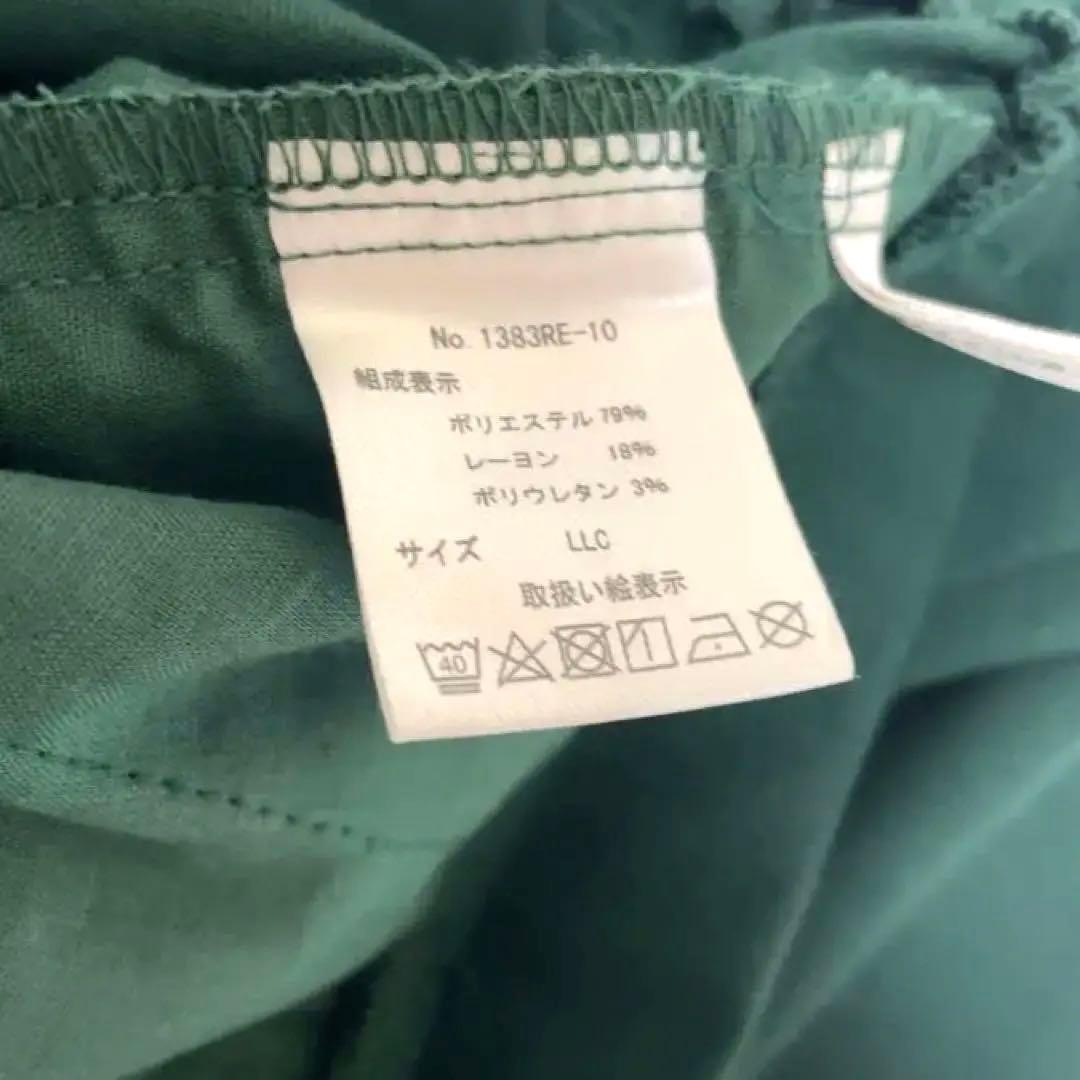 No. 1383RE-10
組成表示
ポリエステル 79%
レーヨン 18%
ポリウレタン 3%
サイズ LLC
取扱い絵表示
40